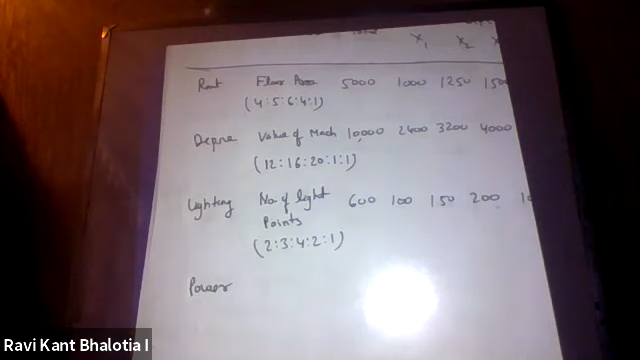 X1 X2 X
Rent Floor Area 5000 1000 1250 150
(4:5:6:4:1)
Depre Value of Mach 10,000 2400 3200 4000
(12:16:20:1:1)
Lighting No. of light 600 100 150 200 10
Points
(2:3:4:2:1)
Power
Ravi Kant Bhalotia I